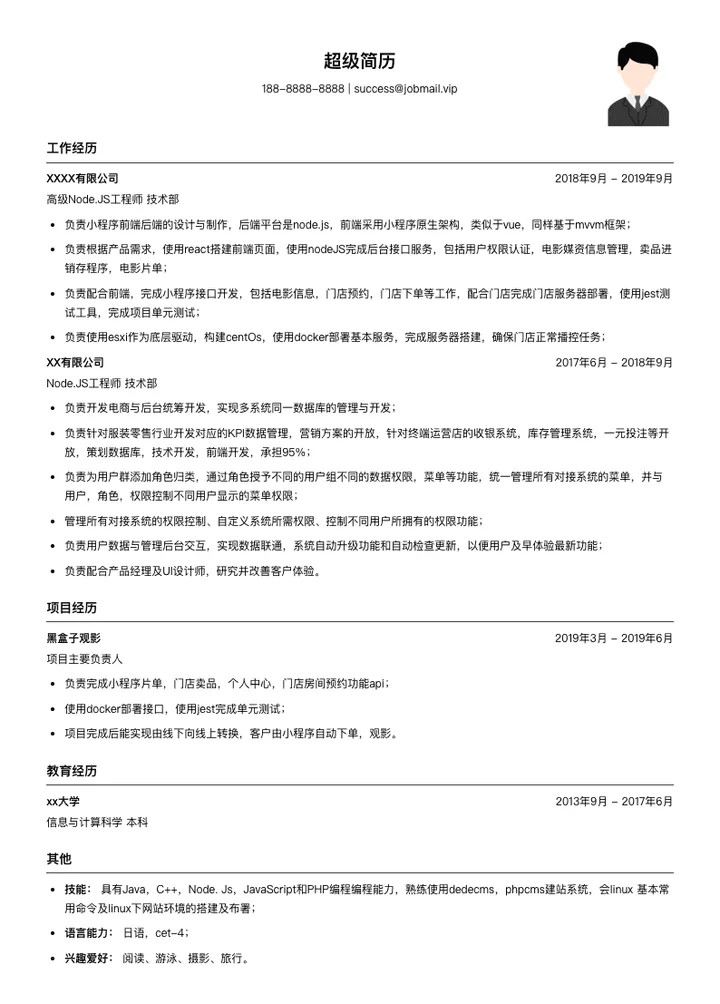 超级简历
188-8888-8888 | success@jobmail.vip
工作经历
XXXX有限公司 2018年9月 – 2019年9月
高级Node.JS工程师 技术部
• 负责小程序前端后端的设计与制作，后端平台是node.js，前端采用小程序原生架构，类似于vue，同样基于mvvm框架；
• 负责根据产品需求，使用react搭建前端页面，使用nodeJS完成后台接口服务，包括用户权限认证，电影媒资信息管理，卖品进
销存程序，电影片单；
• 负责配合前端，完成小程序接口开发，包括电影信息，门店预约，门店下单等工作，配合门店完成门店服务器部署，使用jest测
试工具，完成项目单元测试；
• 负责使用esxi作为底层驱动，构建centOs，使用docker部署基本服务，完成服务器搭建，确保门店正常播控任务；
XX有限公司 2017年6月 – 2018年9月
Node.JS工程师 技术部
• 负责开发电商与后台统筹开发，实现多系统同一数据库的管理与开发；
• 负责针对服装零售行业开发对应的KPI数据管理，营销方案的开放，针对终端运营店的收银系统，库存管理系统，一元投注等开
放，策划数据库，技术开发，前端开发，承担95%；
• 负责为用户群添加角色归类，通过角色授予不同的用户组不同的数据权限，菜单等功能，统一管理所有对接系统的菜单，并与
用户，角色，权限控制不同用户显示的菜单权限；
• 管理所有对接系统的权限控制、自定义系统所需权限、控制不同用户所拥有的权限功能；
• 负责用户数据与管理后台交互，实现数据联通，系统自动升级功能和自动检查更新，以便用户及早体验最新功能；
• 负责配合产品经理及UI设计师，研究并改善客户体验。
项目经历
黑盒子观影 2019年3月 – 2019年6月
项目主要负责人
• 负责完成小程序片单，门店卖品，个人中心，门店房间预约功能api；
• 使用docker部署接口，使用jest完成单元测试；
• 项目完成后能实现由线下向线上转换，客户由小程序自动下单，观影。
教育经历
xx大学 2013年9月 – 2017年6月
信息与计算科学 本科
其他
• 技能： 具有Java，C++，Node. Js，JavaScript和PHP编程编程能力，熟练使用dedecms，phpcms建站系统，会linux 基本常
用命令及linux下网站环境的搭建及布署；
• 语言能力： 日语，cet-4；
• 兴趣爱好： 阅读、游泳、摄影、旅行。